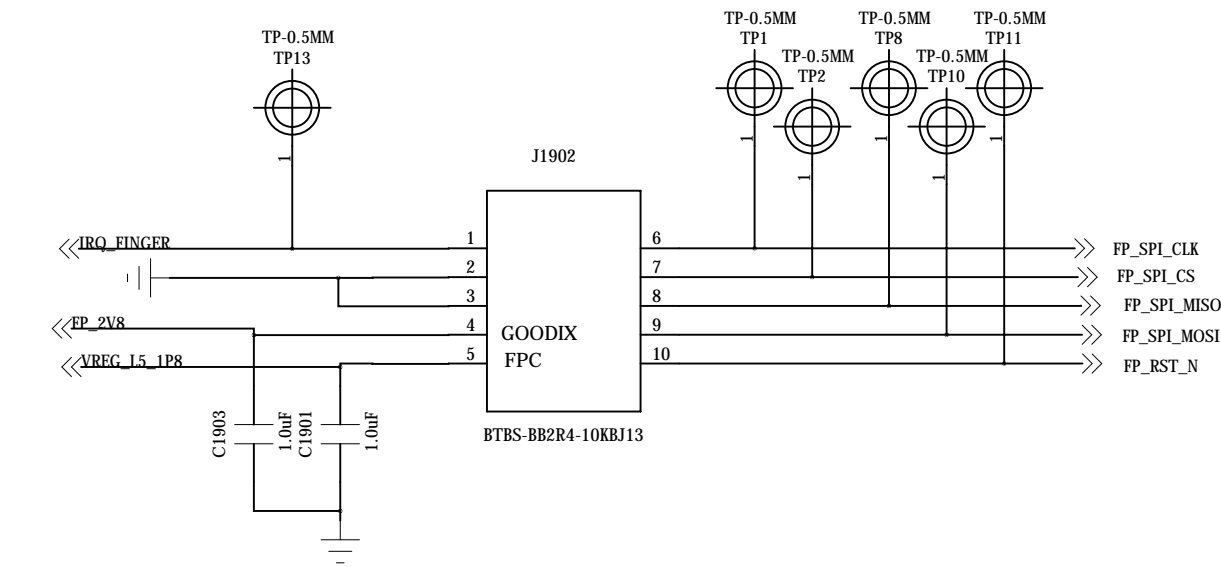 TP-0.5MM
TP13
TP-0.5MM
TP1
TP-0.5MM
TP2
TP-0.5MM
TP8
TP-0.5MM
TP10
TP-0.5MM
TP11
1
1
1
1
1
1
J1902
IRQ_FINGER
1
6
FP_SPI_CLK
2
7
FP_SPI_CS
3
8
FP_SPI_MISO
FP_2V8
4
GOODIX
9
FP_SPI_MOSI
VREG_L5_1P8
5
FPC
10
FP_RST_N
BTBS-BB2R4-10KBJ13
C1903
1.0uF
C1901
1.0uF